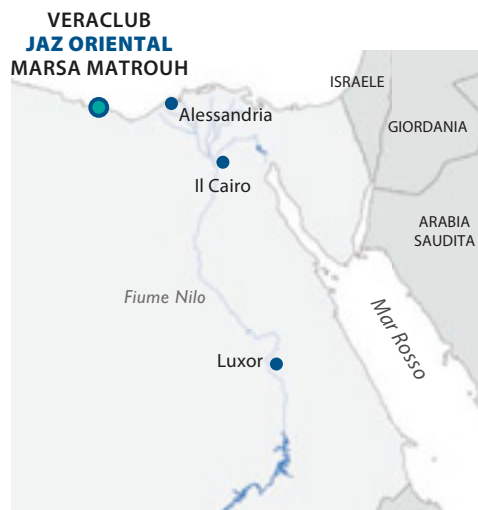 VERACLUB
JAZ ORIENTAL
MARSA MATROUH
ISRAELE
Alessandria
GIORDANIA
Il Cairo
ARABIA
SAUDITA
Fiume Nilo
Mar Rosso
Luxor